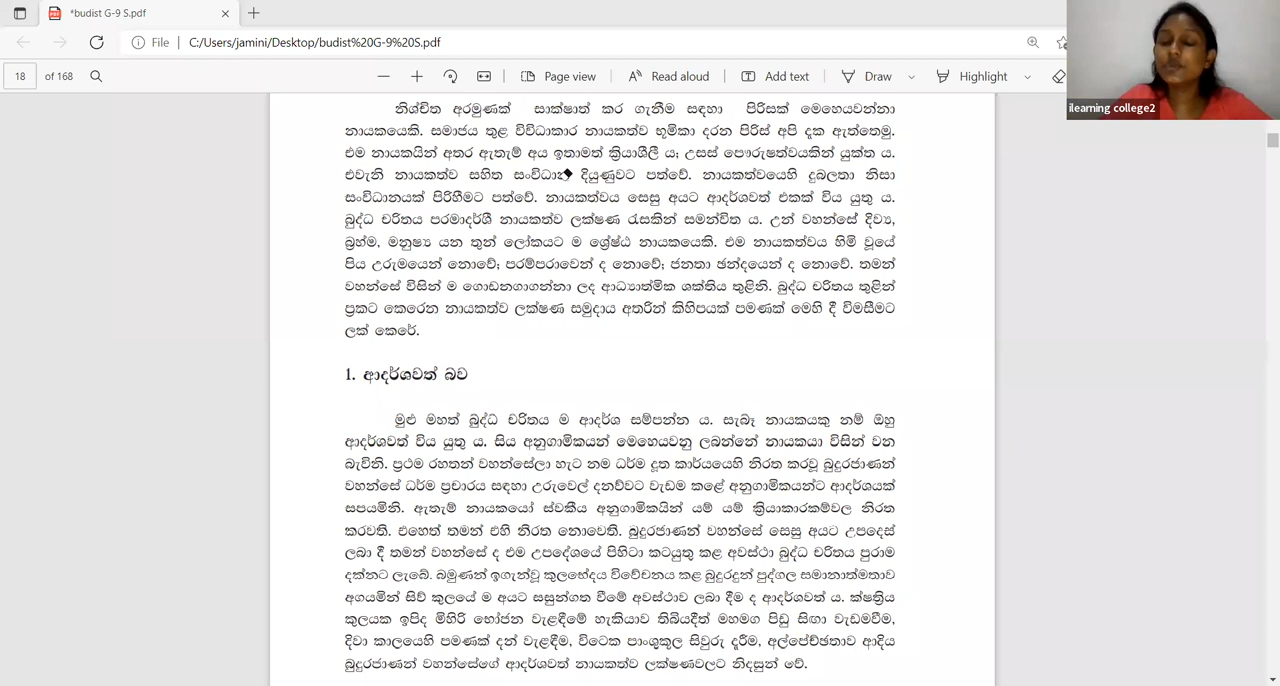 *budist G-9 S.pdf
File
C:/Users/jamini/Desktop/budist%20G-9%20S.pdf
18 of 168
Page view
Read aloud
Add text
Draw
Highlight
ilearning college2
නිශ්චිත අරමුණක් සාක්ෂාත් කර ගැනීම සඳහා පිරිසක් මෙහෙයවන්නා
නායකයෙකි. සමාජය තුළ විවිධාකාර නායකත්ව භූමිකා දරන පිරිස් අපි දැක ඇත්තෙමු.
එම නායකයින් අතර ඇතැම් අය ඉතාමත් ක්‍රියාශීලී ය; උසස් පෞරුෂත්වයකින් යුක්ත ය.
එවැනි නායකත්ව සහිත සංවිධාන දියුණුවට පත්වේ. නායකත්වයෙහි දුබලතා නිසා
සංවිධානයක් පිරිහීමට පත්වේ. නායකත්වය සෙසු අයට ආදර්ශවත් එකක් විය යුතු ය.
බුද්ධ චරිතය පරමාදර්ශී නායකත්ව ලක්ෂණ රැසකින් සමන්විත ය. උන් වහන්සේ දිව්‍ය,
බ්‍රහ්ම, මනුෂ්‍ය යන තුන් ලෝකයට ම ශ්‍රේෂ්ඨ නායකයෙකි. එම නායකත්වය හිමි වූයේ
පිය උරුමයෙන් නොවේ; පරම්පරාවෙන් ද නොවේ; ජනතා ඡන්දයෙන් ද නොවේ. තමන්
වහන්සේ විසින් ම ගොඩනගාගන්නා ලද ආධ්‍යාත්මික ශක්තිය තුළිනි. බුද්ධ චරිතය තුළින්
ප්‍රකට කෙරෙන නායකත්ව ලක්ෂණ සමුදාය අතරින් කිහිපයක් පමණක් මෙහි දී විමසීමට
ලක් කෙරේ.
1. ආදර්ශවත් බව
මුළු මහත් බුද්ධ චරිතය ම ආදර්ශ සම්පන්න ය. සැබෑ නායකයකු නම් ඔහු
ආදර්ශවත් විය යුතු ය. සිය අනුගාමිකයන් මෙහෙයවනු ලබන්නේ නායකයා විසින් වන
බැවිනි. ප්‍රථම රහතන් වහන්සේලා හැට නම ධර්ම දූත කාර්යයෙහි නිරත කරවූ බුදුරජාණන්
වහන්සේ ධර්ම ප්‍රචාරය සඳහා උරුවෙල් දනව්වට වැඩම කළේ අනුගාමිකයන්ට ආදර්ශයක්
සපයමිනි. ඇතැම් නායකයෝ ස්වකීය අනුගාමිකයින් යම් යම් ක්‍රියාකාරකම්වල නිරත
කරවති. එහෙත් තමන් එහි නිරත නොවෙති. බුදුරජාණන් වහන්සේ සෙසු අයට උපදෙස්
ලබා දී තමන් වහන්සේ ද එම උපදේශයේ පිහිටා කටයුතු කළ අවස්ථා බුද්ධ චරිතය පුරාම
දක්නට ලැබේ. බමුණන් ඉගැන්වූ කුලභේදය විවේචනය කළ බුදුරදුන් පුද්ගල සමානාත්මතාව
අගයමින් සිව් කුලයේ ම අයට සසුන්ගත වීමේ අවස්ථාව ලබා දීම ද ආදර්ශවත් ය. ක්ෂත්‍රිය
කුලයක ඉපිද මිහිරි භෝජන වැළඳීමේ හැකියාව තිබියදීත් මහමග පිඬු සිඟා වැඩමවීම,
දිවා කාලයෙහි පමණක් දන් වැළඳීම, විටෙක පාංශුකූල සිවුරු දැරීම, අල්පේච්ඡතාව ආදිය
බුදුරජාණන් වහන්සේගේ ආදර්ශවත් නායකත්ව ලක්ෂණවලට නිදසුන් වේ.